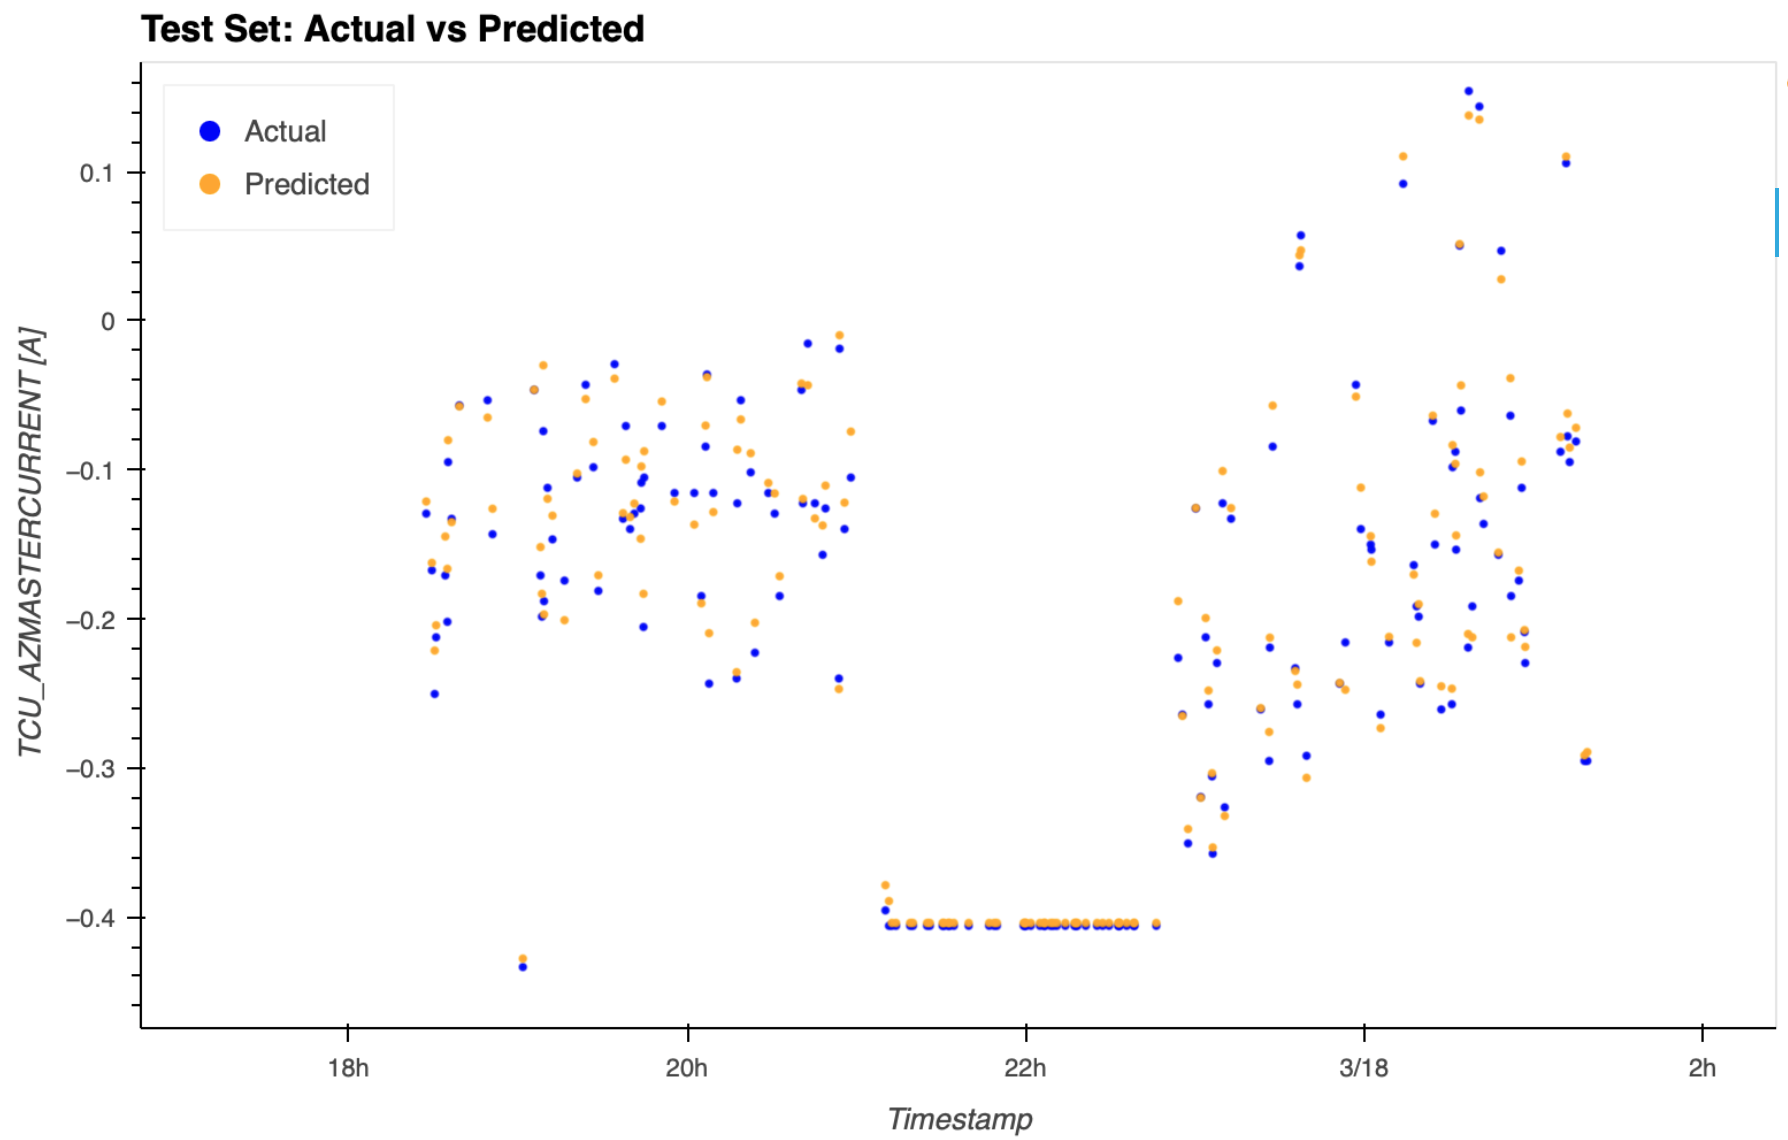 Test Set: Actual vs Predicted
Actual
Predicted
0.1
0
−0.1
−0.2
−0.3
−0.4
TCU_AZMASTERCURRENT [A]
18h
20h
22h
3/18
2h
Timestamp